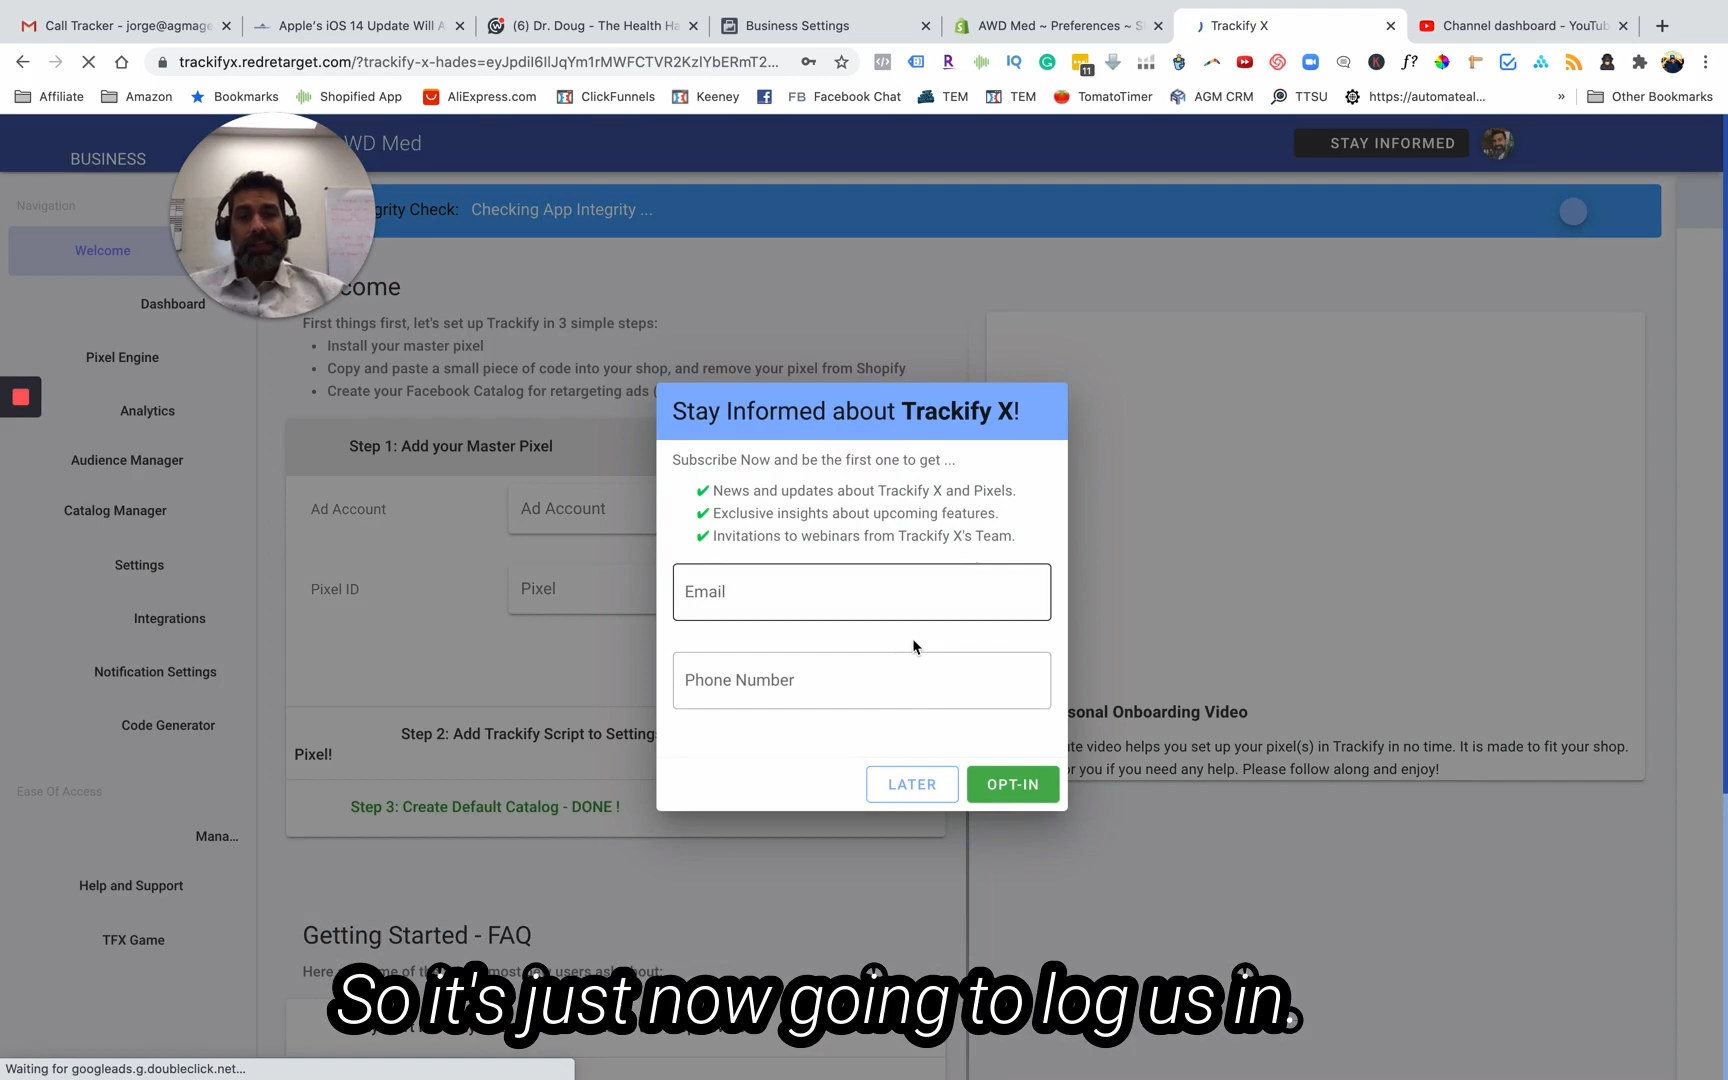 Call Tracker - jorge@agmage
Apple's iOS 14 Update Will A
(6) Dr. Doug - The Health Ha
Business Settings
AWD Med ~ Preferences ~ S
Trackify X
Channel dashboard - YouTub
trackifyx.redretarget.com/?trackify-x-hades=eyJpdiI6IlJqYm1rMWFCTVR2KzlYbERmT2...
11
Affiliate
Amazon
Bookmarks
Shopified App
AliExpress.com
ClickFunnels
Keeney
FB Facebook Chat
TEM
TEM
TomatoTimer
AGM CRM
TTSU
https://automateal...
»
Other Bookmarks
BUSINESS
WD Med
STAY INFORMED
Navigation
grity Check: Checking App Integrity ...
Welcome
Dashboard
Pixel Engine
Analytics
Audience Manager
Catalog Manager
Settings
Integrations
Notification Settings
Code Generator
Ease Of Access
Mana...
Help and Support
TFX Game
come
First things first, let's set up Trackify in 3 simple steps:
• Install your master pixel
• Copy and paste a small piece of code into your shop, and remove your pixel from Shopify
• Create your Facebook Catalog for retargeting ads (
Step 1: Add your Master Pixel
Ad Account
Ad Account
Pixel ID
Pixel
Step 2: Add Trackify Script to Setting
Pixel!
Step 3: Create Default Catalog - DONE !
Stay Informed about Trackify X!
Subscribe Now and be the first one to get ...
✔ News and updates about Trackify X and Pixels.
✔ Exclusive insights about upcoming features.
✔ Invitations to webinars from Trackify X's Team.
Email
Phone Number
LATER
OPT-IN
sonal Onboarding Video
te video helps you set up your pixel(s) in Trackify in no time. It is made to fit your shop.
or you if you need any help. Please follow along and enjoy!
Getting Started - FAQ
So it's just now going to log us in.
Waiting for googleads.g.doubleclick.net...